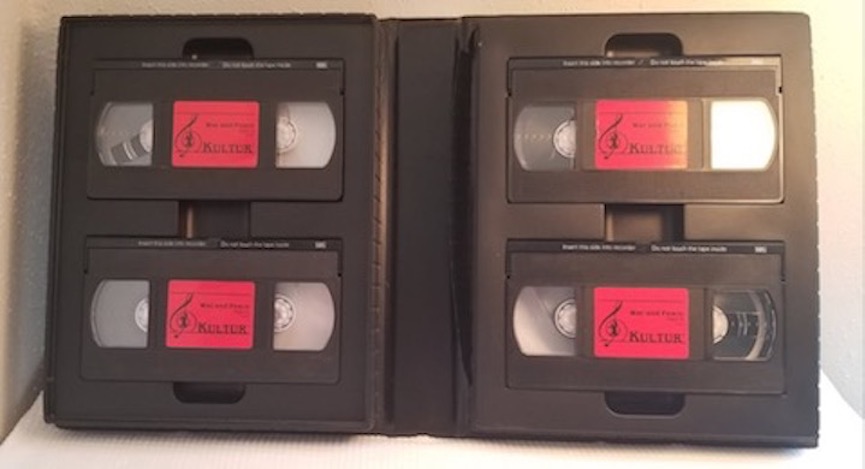 Insert this side into recorder Do not touch the tape inside VHS
War and Peace
KULTUR
Insert this side into recorder Do not touch the tape inside
War and Peace
KULTUR
Insert this side into recorder Do not touch the tape inside VHS
War and Peace
KULTUR
Insert this side into recorder Do not touch the tape inside VHS
War and Peace
KULTUR